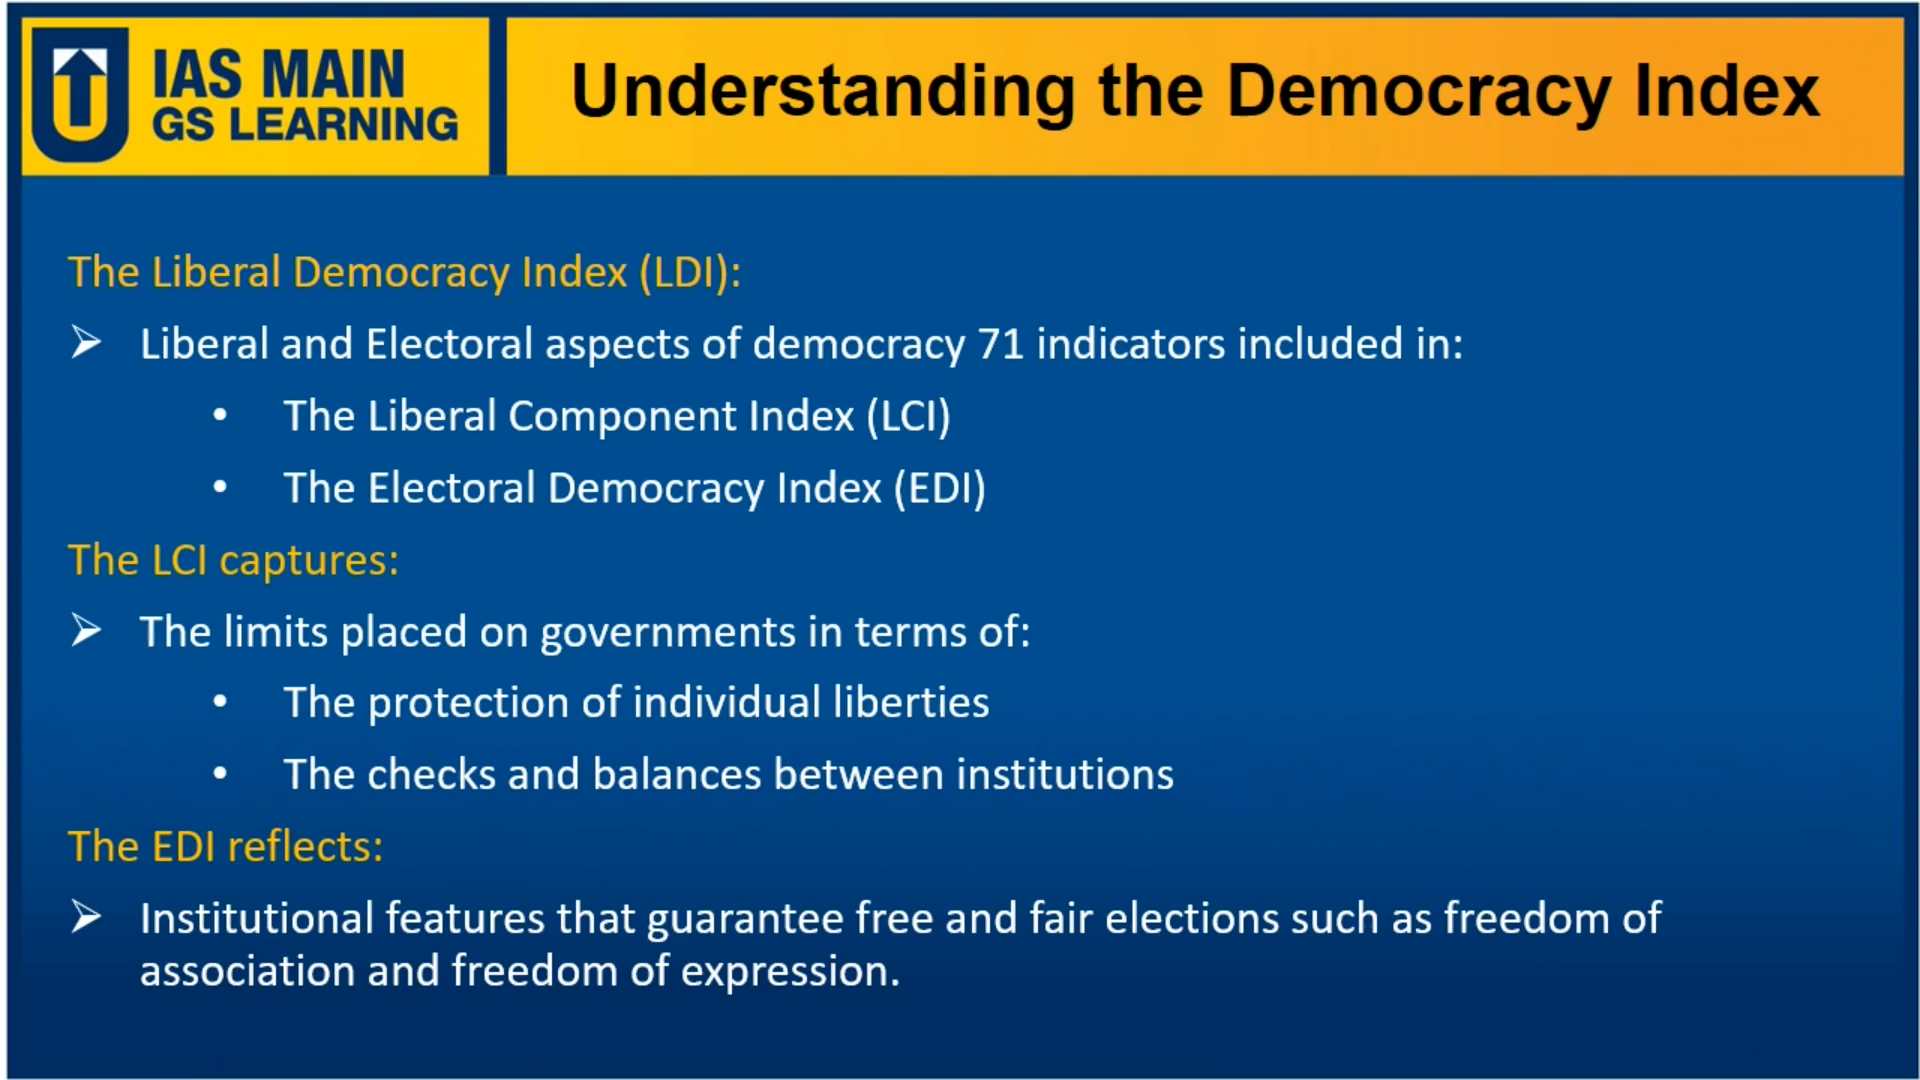 IAS MAIN
GS LEARNING
Understanding the Democracy Index
The Liberal Democracy Index (LDI):
➢ Liberal and Electoral aspects of democracy 71 indicators included in:
• The Liberal Component Index (LCI)
• The Electoral Democracy Index (EDI)
The LCI captures:
➢ The limits placed on governments in terms of:
• The protection of individual liberties
• The checks and balances between institutions
The EDI reflects:
➢ Institutional features that guarantee free and fair elections such as freedom of
association and freedom of expression.